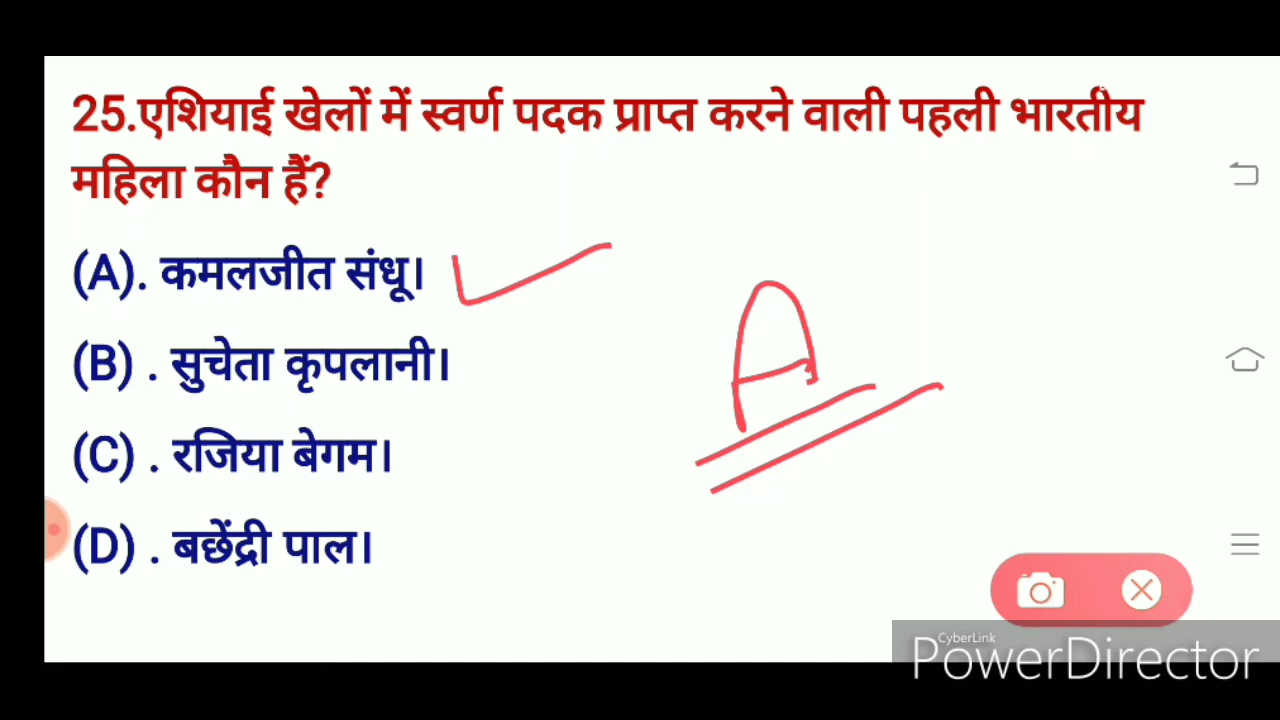 25.एशियाई खेलों में स्वर्ण पदक प्राप्त करने वाली पहली भारतीय
महिला कौन हैं?
(A). कमलजीत संधू।
(B) . सुचेता कृपलानी।
(C) . रजिया बेगम।
(D) . बछेंद्री पाल।
A
CyberLink
PowerDirector